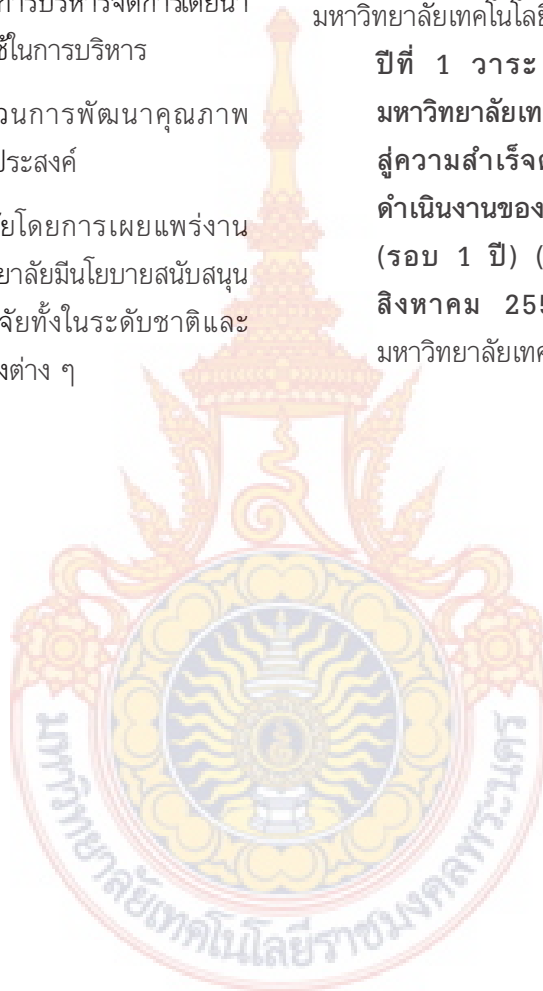 การบริหารจัดการโดยนำ
ช้ในการบริหาร
วนการพัฒนาคุณภาพ
ประสงค์
ัยโดยการเผยแพร่งาน
ยาลัยมีนโยบายสนับสนุน
จัยทั้งในระดับชาติและ
งต่าง ๆ
มหาวิทยาลัยเทคโนโลยี
ปีที่ 1 วาระ
มหาวิทยาลัยเท
สู่ความสำเร็จ
ดำเนินงานของ
(รอบ 1 ปี) (
สิงหาคม 255
มหาวิทยาลัยเทค
มหาวิทยาลัยเทคโนโลยีราชมงคลพระนคร